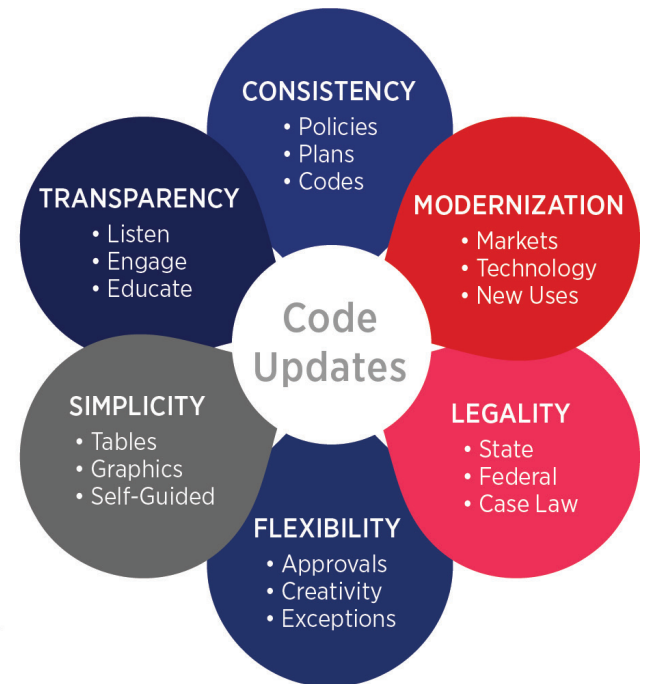 CONSISTENCY
• Policies
• Plans
• Codes
MODERNIZATION
• Markets
• Technology
• New Uses
LEGALITY
• State
• Federal
• Case Law
FLEXIBILITY
• Approvals
• Creativity
• Exceptions
SIMPLICITY
• Tables
• Graphics
• Self-Guided
TRANSPARENCY
• Listen
• Engage
• Educate
Code
Updates